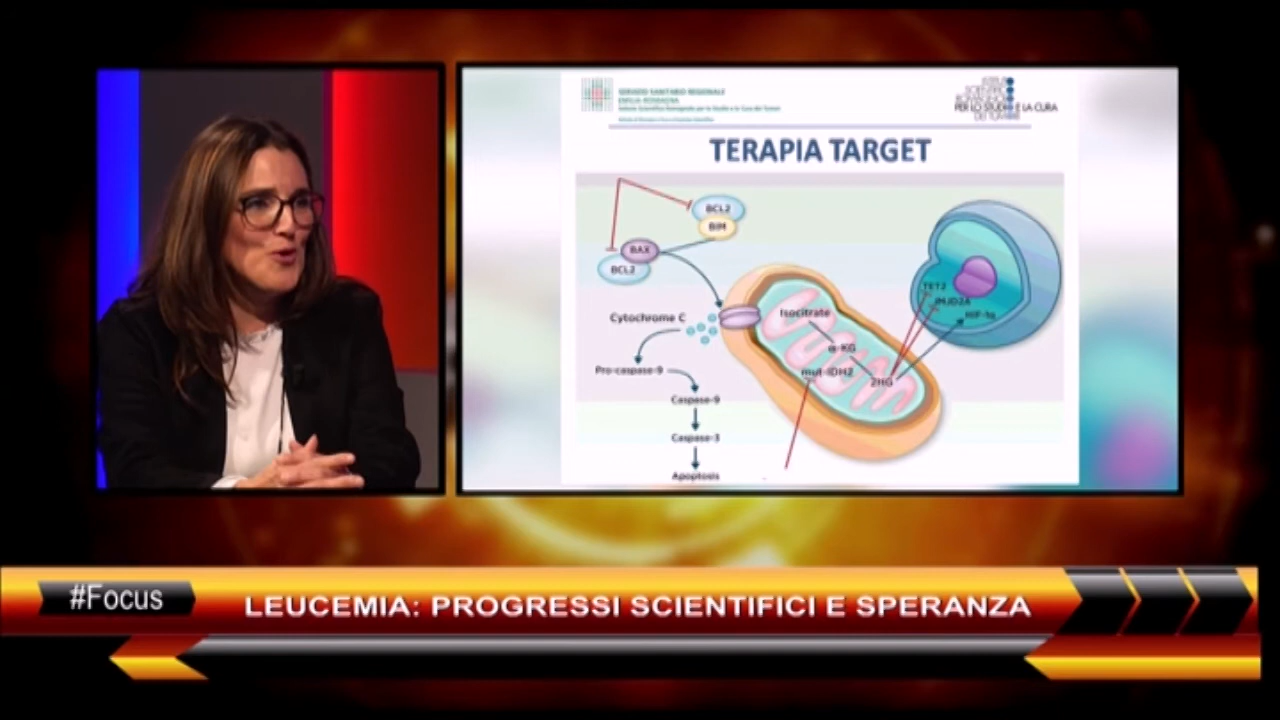 SERVIZIO SANITARIO REGIONALE
EMILIA-ROMAGNA
PER LO STUDIO E LA CURA
TERAPIA TARGET
BCL2
BIM
BAX
BCL2
Cytochrome C
Pro-caspase-9
Caspase-9
Caspase-3
Apoptosis
Isocitrate
α-KG
mut-IDH2
2HG
TET2
JMJD2A
HIF-1α
#Focus
LEUCEMIA: PROGRESSI SCIENTIFICI E SPERANZA